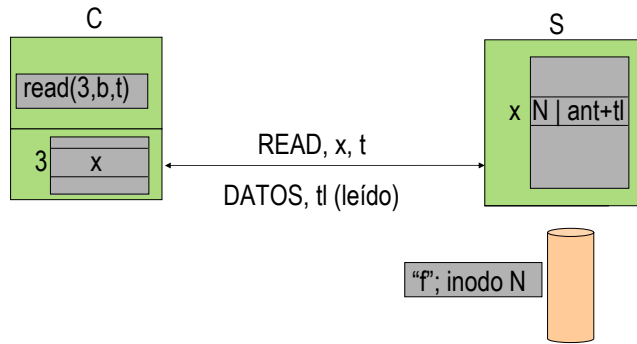 C
S
read(3,b,t)
3 x
x N | ant+tl
READ, x, t
DATOS, tl (leído)
“f”; inodo N